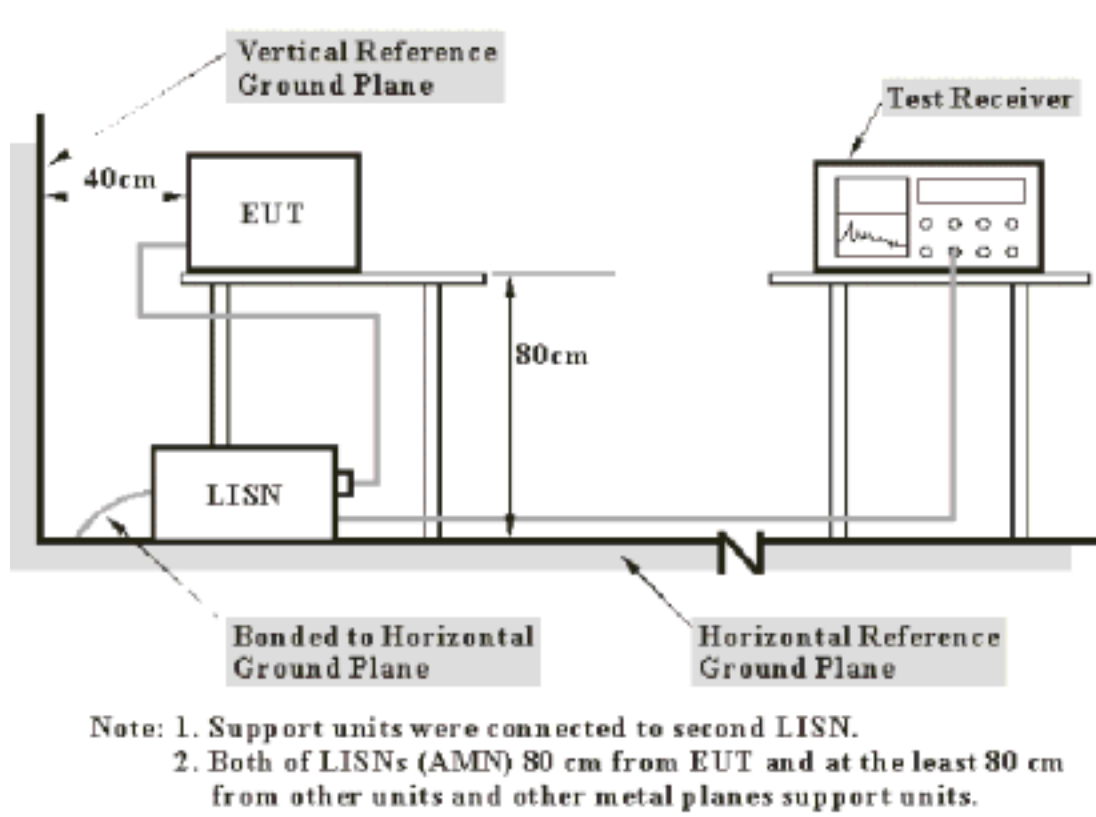 Vertical Reference
Ground Plane
Test Receiver
40cm
EUT
80cm
LISN
Bonded to Horizontal
Ground Plane
Horizontal Reference
Ground Plane
Note: 1. Support units were connected to second LISN.
2. Both of LISNs (AMN) 80 cm from EUT and at the least 80 cm
from other units and other metal planes support units.